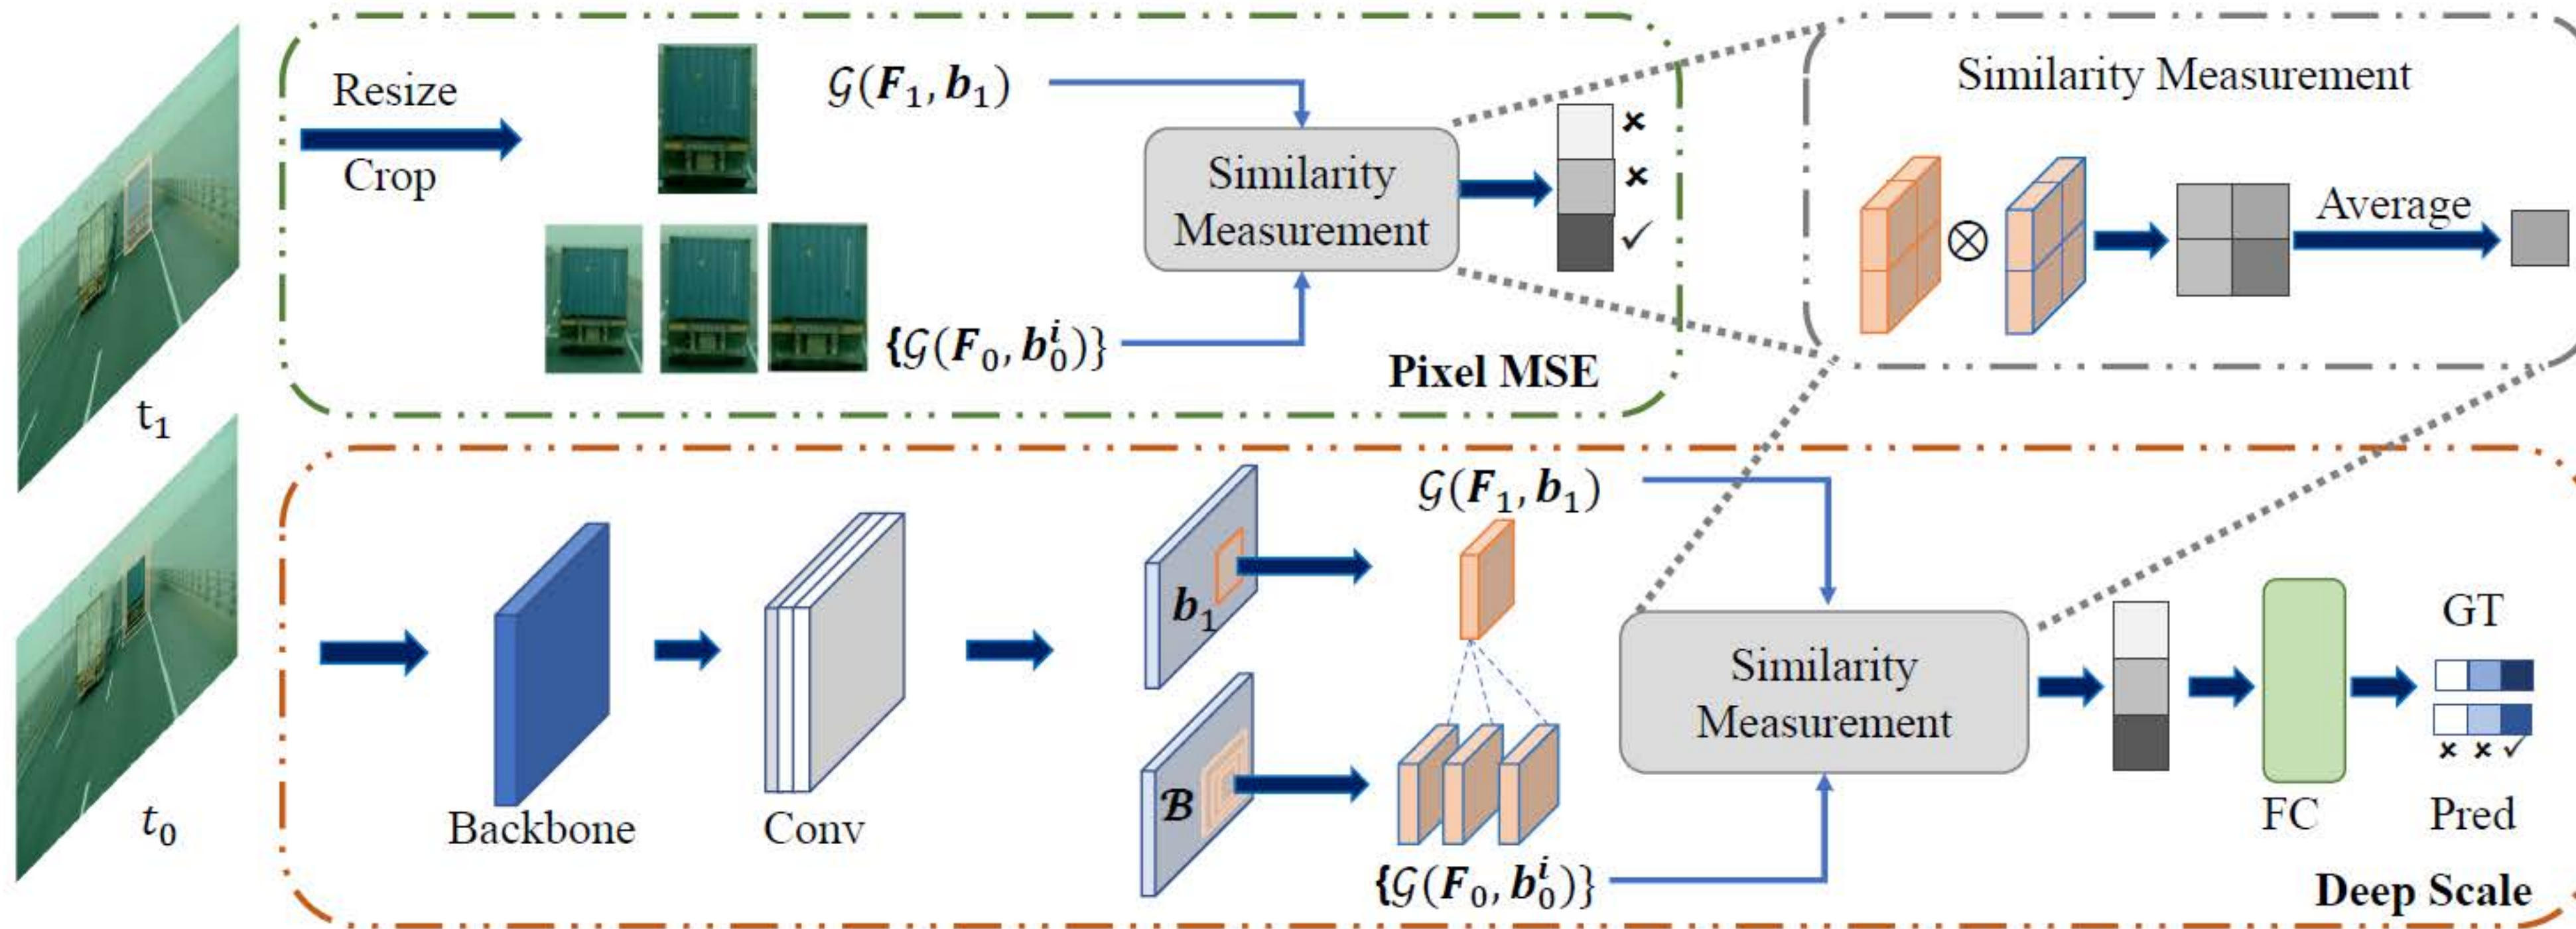 t₁
t₀
Resize
Crop
𝒢(F₁, b₁)
{𝒢(F₀, b₀ⁱ)}
Similarity
Measurement
✘
✘
✓
Pixel MSE
Similarity Measurement
⊗
Average
Backbone
Conv
b₁
ℬ
𝒢(F₁, b₁)
{𝒢(F₀, b₀ⁱ)}
Similarity
Measurement
FC
GT
✘ ✘ ✓
Pred
Deep Scale